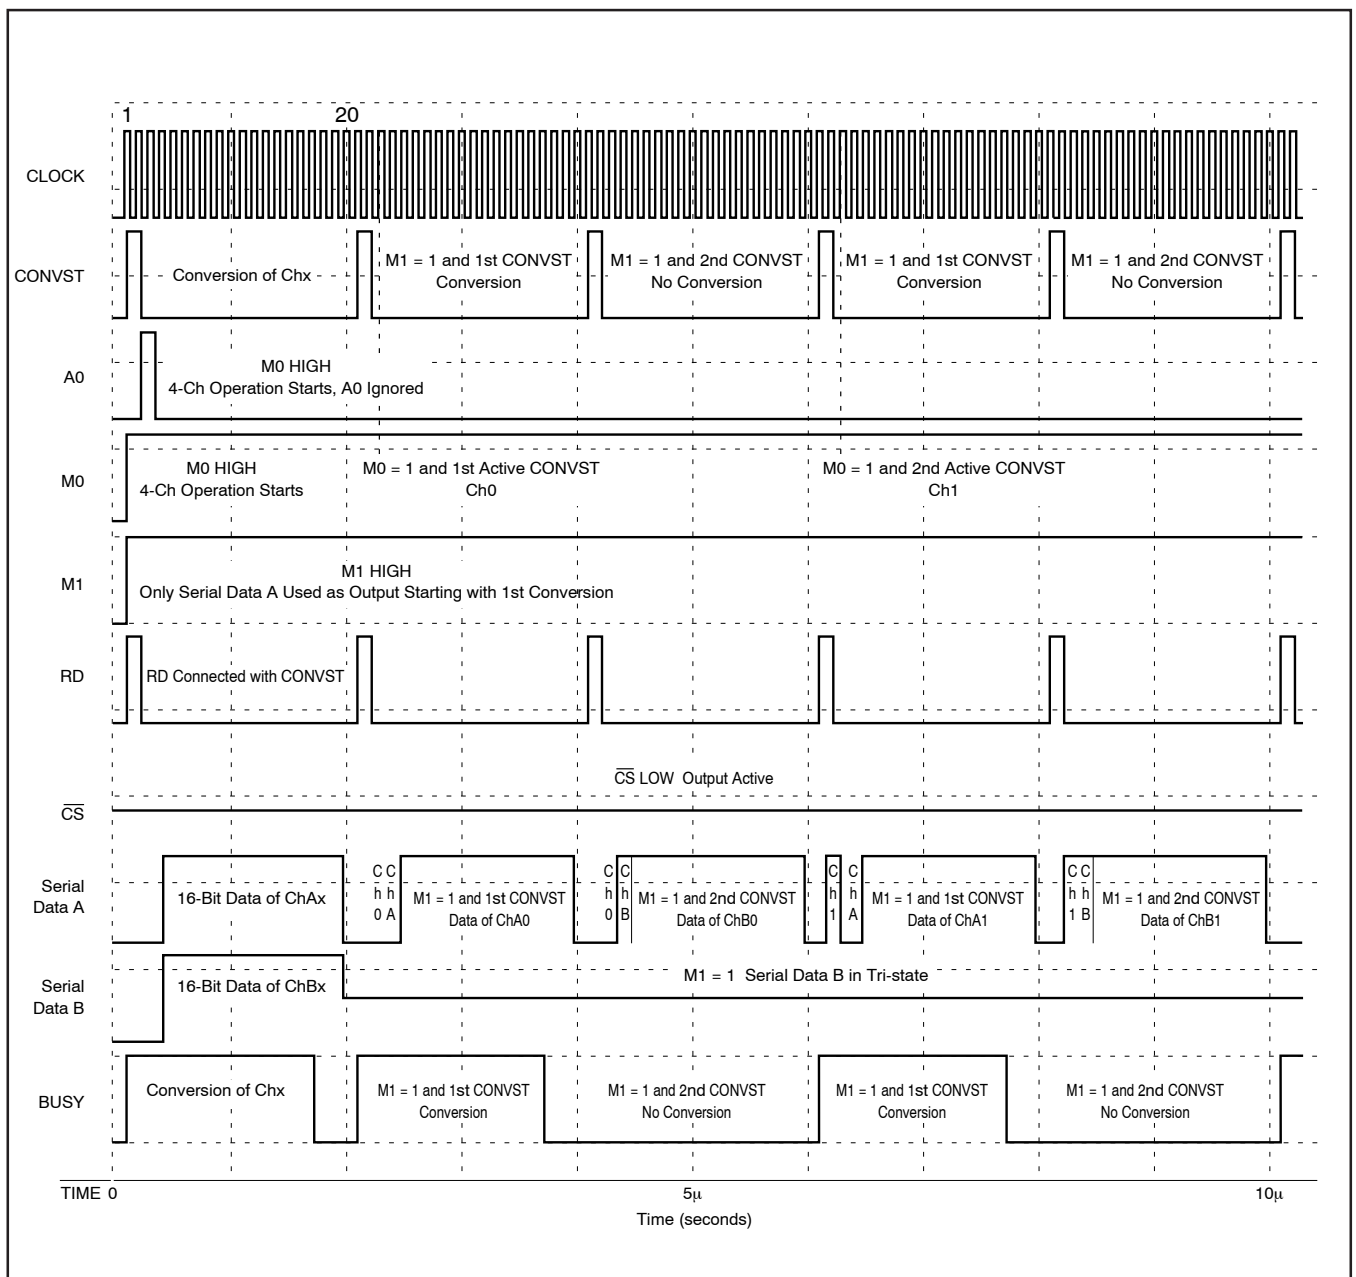 1 20
CLOCK
CONVST
Conversion of Chx
M1 = 1 and 1st CONVST
Conversion
M1 = 1 and 2nd CONVST
No Conversion
M1 = 1 and 1st CONVST
Conversion
M1 = 1 and 2nd CONVST
No Conversion
A0
M0 HIGH
4-Ch Operation Starts, A0 Ignored
M0
M0 HIGH
4-Ch Operation Starts
M0 = 1 and 1st Active CONVST
Ch0
M0 = 1 and 2nd Active CONVST
Ch1
M1
M1 HIGH
Only Serial Data A Used as Output Starting with 1st Conversion
RD
RD Connected with CONVST
CS LOW Output Active
CS
Serial
Data A
16-Bit Data of ChAx
Ch0
ChA
M1 = 1 and 1st CONVST
Data of ChA0
Ch0
ChB
M1 = 1 and 2nd CONVST
Data of ChB0
Ch1
ChA
M1 = 1 and 1st CONVST
Data of ChA1
Ch1
ChB
M1 = 1 and 2nd CONVST
Data of ChB1
Serial
Data B
16-Bit Data of ChBx
M1 = 1 Serial Data B in Tri-state
BUSY
Conversion of Chx
M1 = 1 and 1st CONVST
Conversion
M1 = 1 and 2nd CONVST
No Conversion
M1 = 1 and 1st CONVST
Conversion
M1 = 1 and 2nd CONVST
No Conversion
TIME 0 5μ 10μ
Time (seconds)